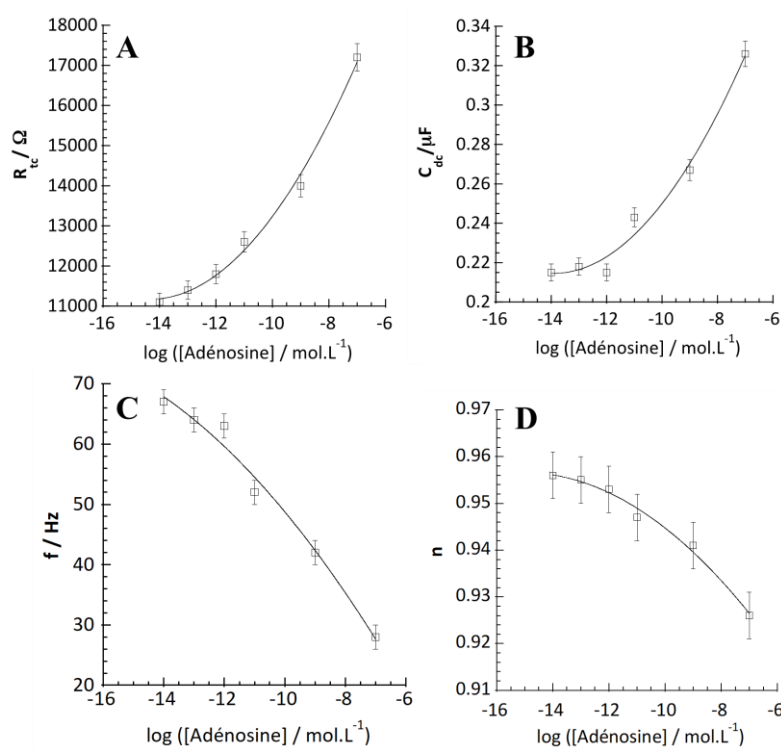 A
R_tc / Ω
18000
17000
16000
15000
14000
13000
12000
11000
-16 -14 -12 -10 -8 -6
log ([Adénosine] / mol.L⁻¹)
B
C_dc /µF
0.34
0.32
0.3
0.28
0.26
0.24
0.22
0.2
-16 -14 -12 -10 -8 -6
log ([Adénosine] / mol.L⁻¹)
C
f / Hz
70
60
50
40
30
20
-16 -14 -12 -10 -8 -6
log ([Adénosine] / mol.L⁻¹)
D
n
0.97
0.96
0.95
0.94
0.93
0.92
0.91
-16 -14 -12 -10 -8 -6
log ([Adénosine] / mol.L⁻¹)